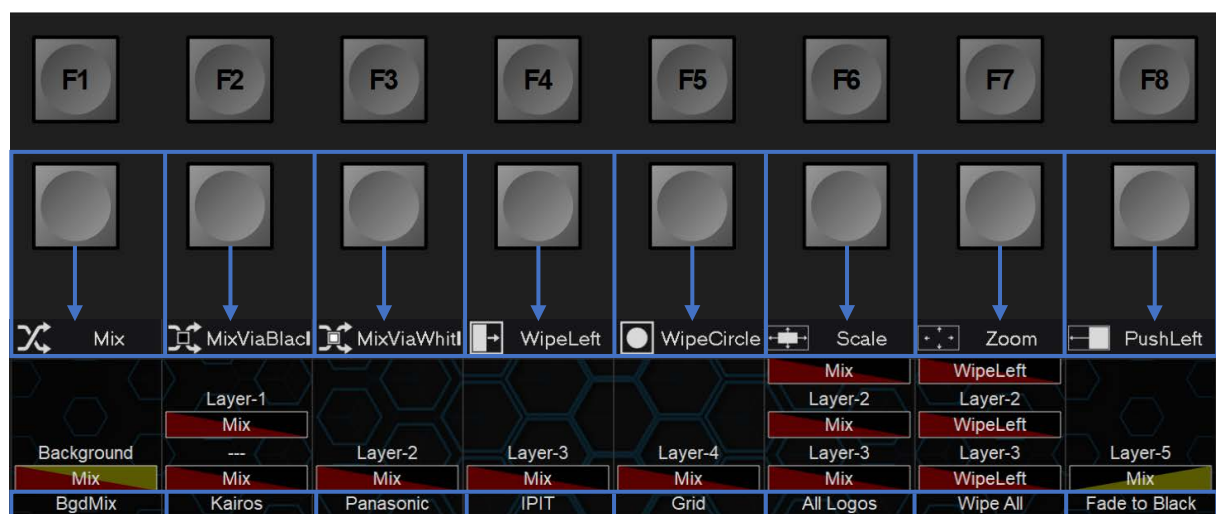 F1 F2 F3 F4 F5 F6 F7 F8
Mix MixViaBlacl MixViaWhitl WipeLeft WipeCircle Scale Zoom PushLeft
Mix WipeLeft
Layer-1 Layer-2 Layer-2
Mix Mix WipeLeft
Background --- Layer-2 Layer-3 Layer-4 Layer-3 Layer-3 Layer-5
Mix Mix Mix Mix Mix Mix WipeLeft Mix
BgdMix Kairos Panasonic IPIT Grid All Logos Wipe All Fade to Black